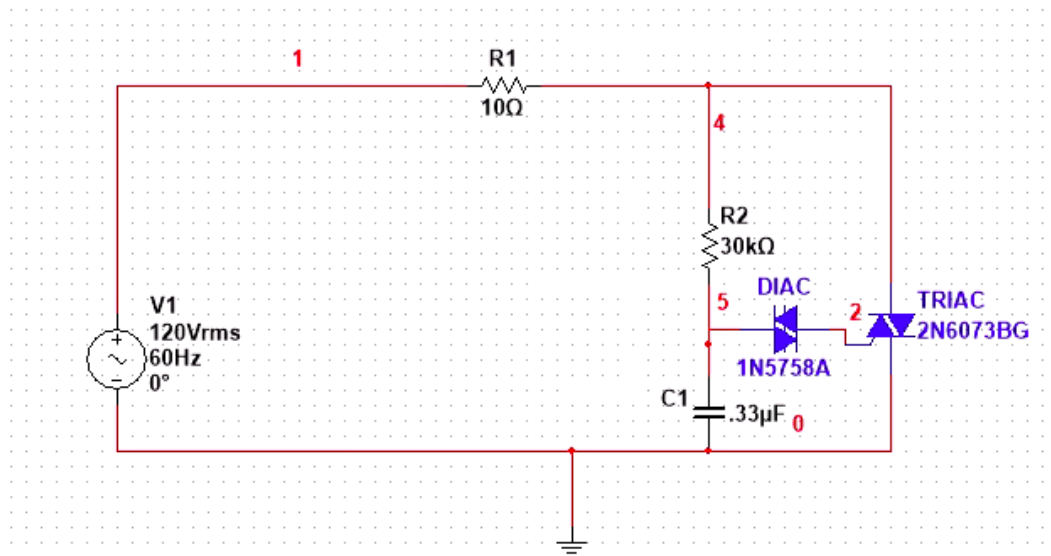 1
R1
10Ω
4
R2
30kΩ
5
DIAC
2
TRIAC
2N6073BG
V1
120Vrms
60Hz
0°
1N5758A
C1
.33µF
0